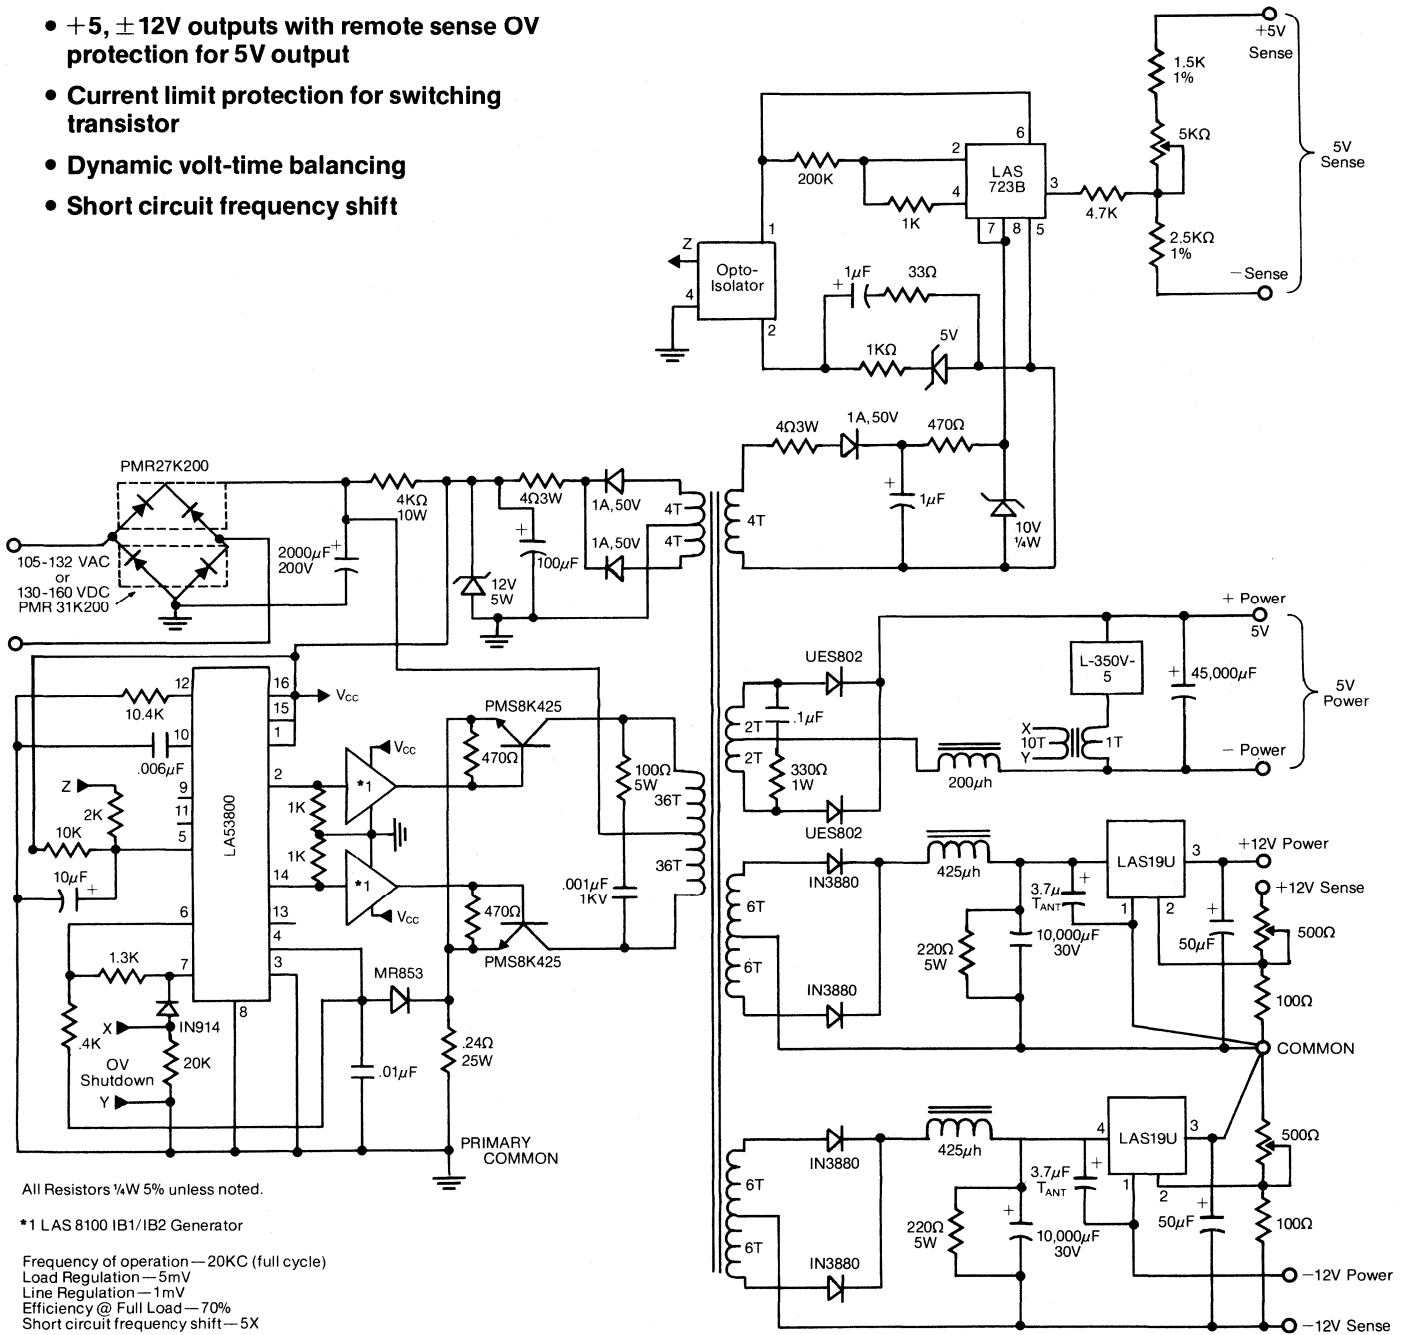 • +5, ±12V outputs with remote sense OV
protection for 5V output
• Current limit protection for switching
transistor
• Dynamic volt-time balancing
• Short circuit frequency shift
+5V
Sense
1.5K
1%
5KΩ
5V
Sense
2.5KΩ
1%
−Sense
6
2
LAS
723B
3
4
200K
1K
4.7K
7
8
5
1
Z
Opto-
Isolator
4
2
1µF
33Ω
+
1KΩ
5V
4Ω3W
1A,50V
470Ω
+
1µF
10V
¼W
4T
PMR27K200
4KΩ
10W
4Ω3W
1A,50V
4T
4T
1A,50V
+
100µF
12V
5W
2000µF
200V
+
105-132 VAC
or
130-160 VDC
PMR 31K200
+ Power
5V
UES802
L-350V-
5
+
45,000µF
5V
Power
.1µF
2T
2T
X
10T
Y
1T
− Power
200µh
330Ω
1W
UES802
12
16
VCC
10.4K
15
10
1
.006µF
2
Z
9
2K
11
10K
5
LA53800
10µF
+
14
6
13
4
1.3K
7
3
8
IN914
X
.4K
OV
Shutdown
20K
Y
1K
1K
*1
VCC
*1
VCC
PMS8K425
470Ω
470Ω
PMS8K425
100Ω
5W
36T
36T
.001µF
1KV
MR853
.24Ω
25W
.01µF
PRIMARY
COMMON
IN3880
425µh
LAS19U
3
+12V Power
+12V Sense
3.7µ
TANT
+
1
2
6T
6T
220Ω
5W
10,000µF
30V
+
50µF
500Ω
100Ω
IN3880
COMMON
IN3880
425µh
4
LAS19U
3
500Ω
3.7µF
TANT
+
1
2
6T
6T
220Ω
5W
+
10,000µF
30V
50µF
+
100Ω
IN3880
−12V Power
−12V Sense
All Resistors ¼W 5% unless noted.
*1 LAS 8100 IB1/IB2 Generator
Frequency of operation—20KC (full cycle)
Load Regulation—5mV
Line Regulation—1mV
Efficiency @ Full Load—70%
Short circuit frequency shift—5X